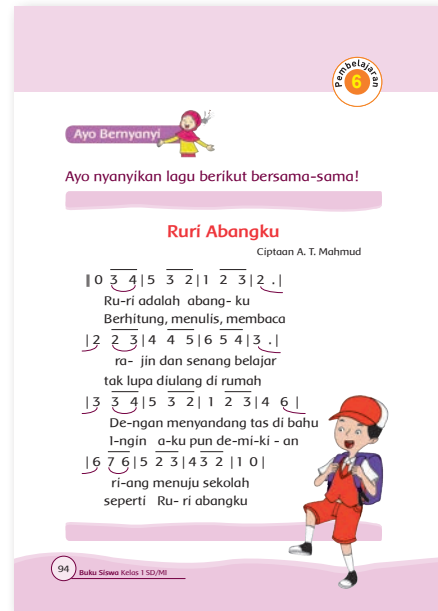 Pembelajaran
6
Ayo Bernyanyi
Ayo nyanyikan lagu berikut bersama-sama!
Ruri Abangku
Ciptaan A. T. Mahmud
|| 0 3 4 | 5 3 2 | 1 2 3 | 2 . |
Ru-ri adalah abang- ku
Berhitung, menulis, membaca
| 2 2 3 | 4 4 5 | 6 5 4 | 3 . |
ra- jin dan senang belajar
tak lupa diulang di rumah
| 3 3 4 | 5 3 2 | 1 2 3 | 4 6 |
De-ngan menyandang tas di bahu
I-ngin a-ku pun de-mi-ki - an
| 6 7 6 | 5 2 3 | 4 3 2 | 1 0 |
ri-ang menuju sekolah
seperti Ru- ri abangku
94
Buku Siswa Kelas 1 SD/MI